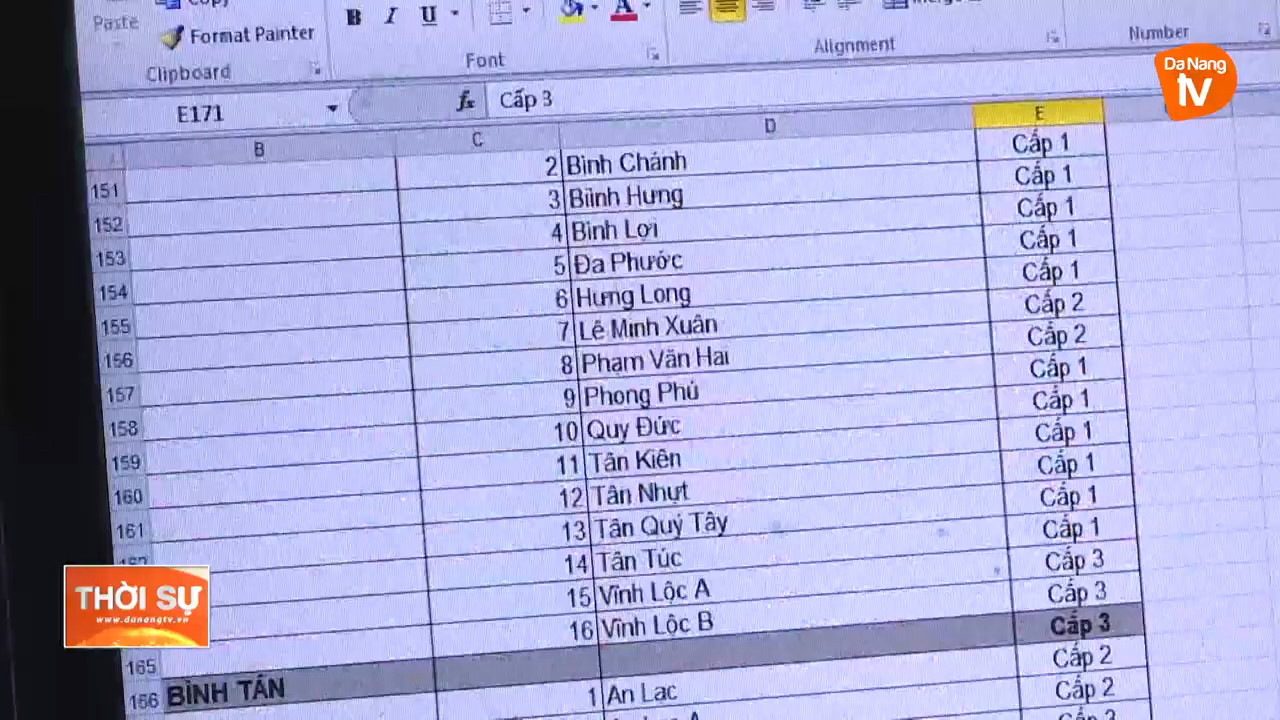 Paste
Format Painter
Clipboard
B I U
Font
A
Alignment
Number
Da Nang
tv
E171
fx
Cấp 3
B
C
D
E
2 Bình Chánh Cấp 1
151 3 Biình Hưng Cấp 1
152 4 Bình Lợi Cấp 1
153 5 Đa Phước Cấp 1
154 6 Hưng Long Cấp 1
155 7 Lê Minh Xuân Cấp 2
156 8 Phạm Văn Hai Cấp 2
157 9 Phong Phú Cấp 1
158 10 Quy Đức Cấp 1
159 11 Tân Kiên Cấp 1
160 12 Tân Nhựt Cấp 1
161 13 Tân Quý Tây Cấp 1
14 Tân Túc Cấp 1
15 Vĩnh Lộc A Cấp 3
16 Vĩnh Lộc B Cấp 3
165 Cấp 3
166 BÌNH TÂN 1 An Lạc Cấp 2
Cấp 2
THỜI SỰ
www.danangtv.vn